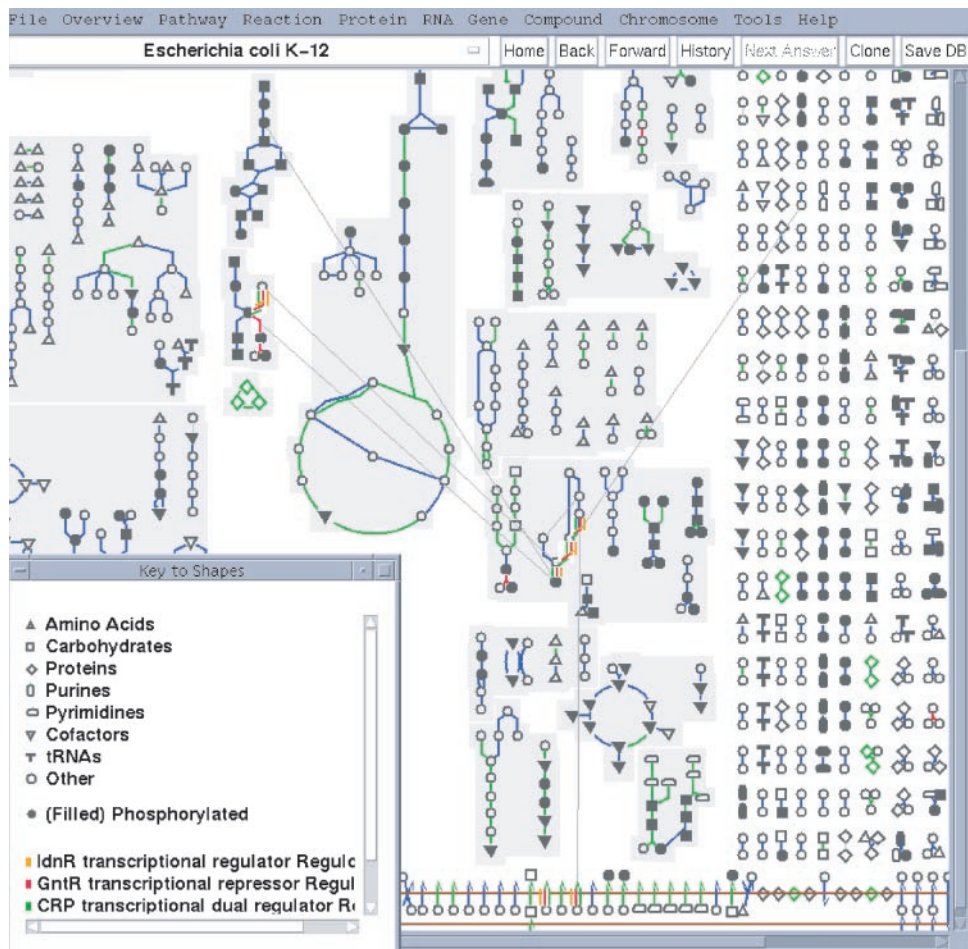 File Overview Pathway Reaction Protein RNA Gene Compound Chromosome Tools Help
Escherichia coli K-12 Home Back Forward History Next Answer Clone Save DB
Key to Shapes
Amino Acids
Carbohydrates
Proteins
Purines
Pyrimidines
Cofactors
tRNAs
Other
(Filled) Phosphorylated
IdnR transcriptional regulator Regulo
GntR transcriptional repressor Regul
CRP transcriptional dual regulator Re